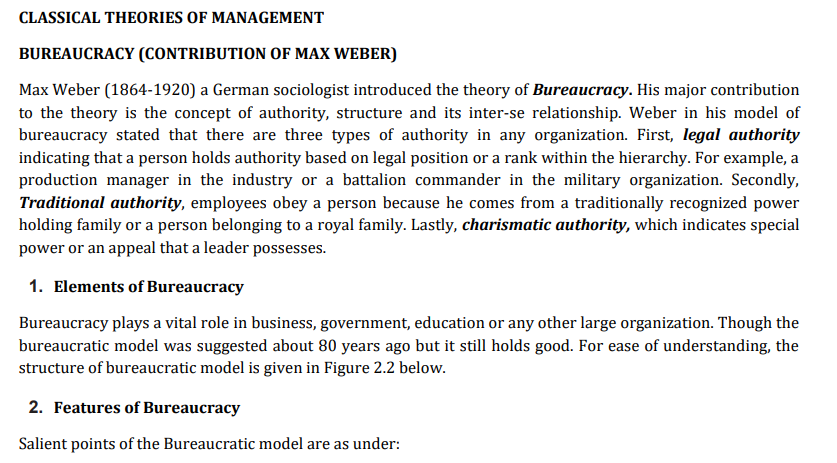 CLASSICAL THEORIES OF MANAGEMENT
BUREAUCRACY (CONTRIBUTION OF MAX WEBER)
Max Weber (1864-1920) a German sociologist introduced the theory of Bureaucracy. His major contribution
to the theory is the concept of authority, structure and its inter-se relationship. Weber in his model of
bureaucracy stated that there are three types of authority in any organization. First, legal authority
indicating that a person holds authority based on legal position or a rank within the hierarchy. For example, a
production manager in the industry or a battalion commander in the military organization. Secondly,
Traditional authority, employees obey a person because he comes from a traditionally recognized power
holding family or a person belonging to a royal family. Lastly, charismatic authority, which indicates special
power or an appeal that a leader possesses.
1. Elements of Bureaucracy
Bureaucracy plays a vital role in business, government, education or any other large organization. Though the
bureaucratic model was suggested about 80 years ago but it still holds good. For ease of understanding, the
structure of bureaucratic model is given in Figure 2.2 below.
2. Features of Bureaucracy
Salient points of the Bureaucratic model are as under: